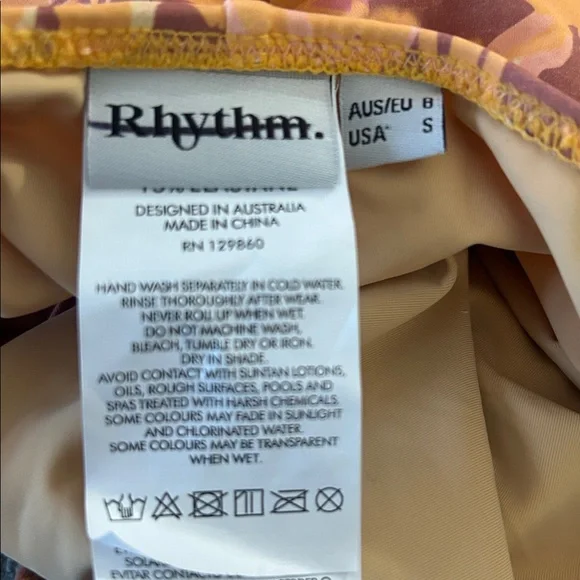 Rhythm.
AUS/EU 8
USA S
ELASTANE
DESIGNED IN AUSTRALIA
MADE IN CHINA
RN 129860
HAND WASH SEPARATELY IN COLD WATER.
RINSE THOROUGHLY AFTER WEAR.
NEVER ROLL UP WHEN WET.
DO NOT MACHINE WASH,
BLEACH, TUMBLE DRY OR IRON.
DRY IN SHADE.
AVOID CONTACT WITH SUNTAN LOTIONS,
OILS, ROUGH SURFACES, POOLS AND
SPAS TREATED WITH HARSH CHEMICALS.
SOME COLOURS MAY FADE IN SUNLIGHT
AND CHLORINATED WATER.
SOME COLOURS MAY BE TRANSPARENT
WHEN WET.
EVITAR CONTACTO